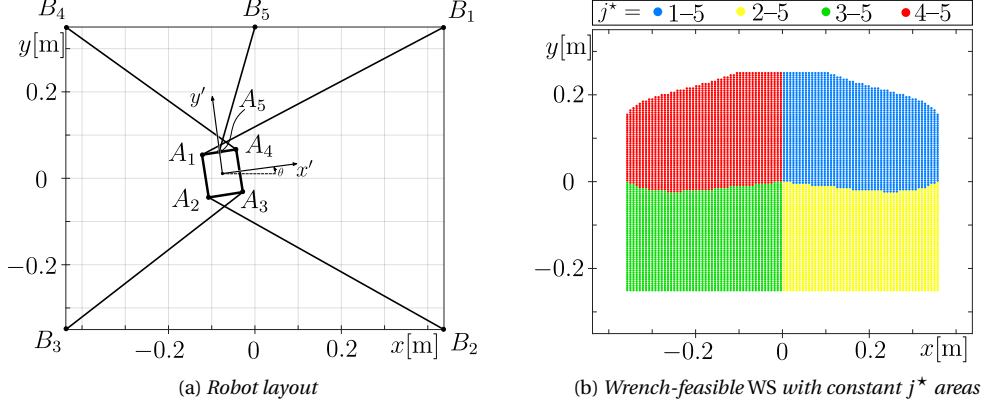 B₄ B₅ B₁
y[m]
0.2
0
−0.2
y′
A₅
A₁ A₄
x′
θ
A₂ A₃
B₃ B₂
−0.2 0 0.2 x[m]
(a) Robot layout
j⋆ = 1–5 2–5 3–5 4–5
y[m]
0.2
0
−0.2
−0.2 0 0.2 x[m]
(b) Wrench-feasible WS with constant j⋆ areas